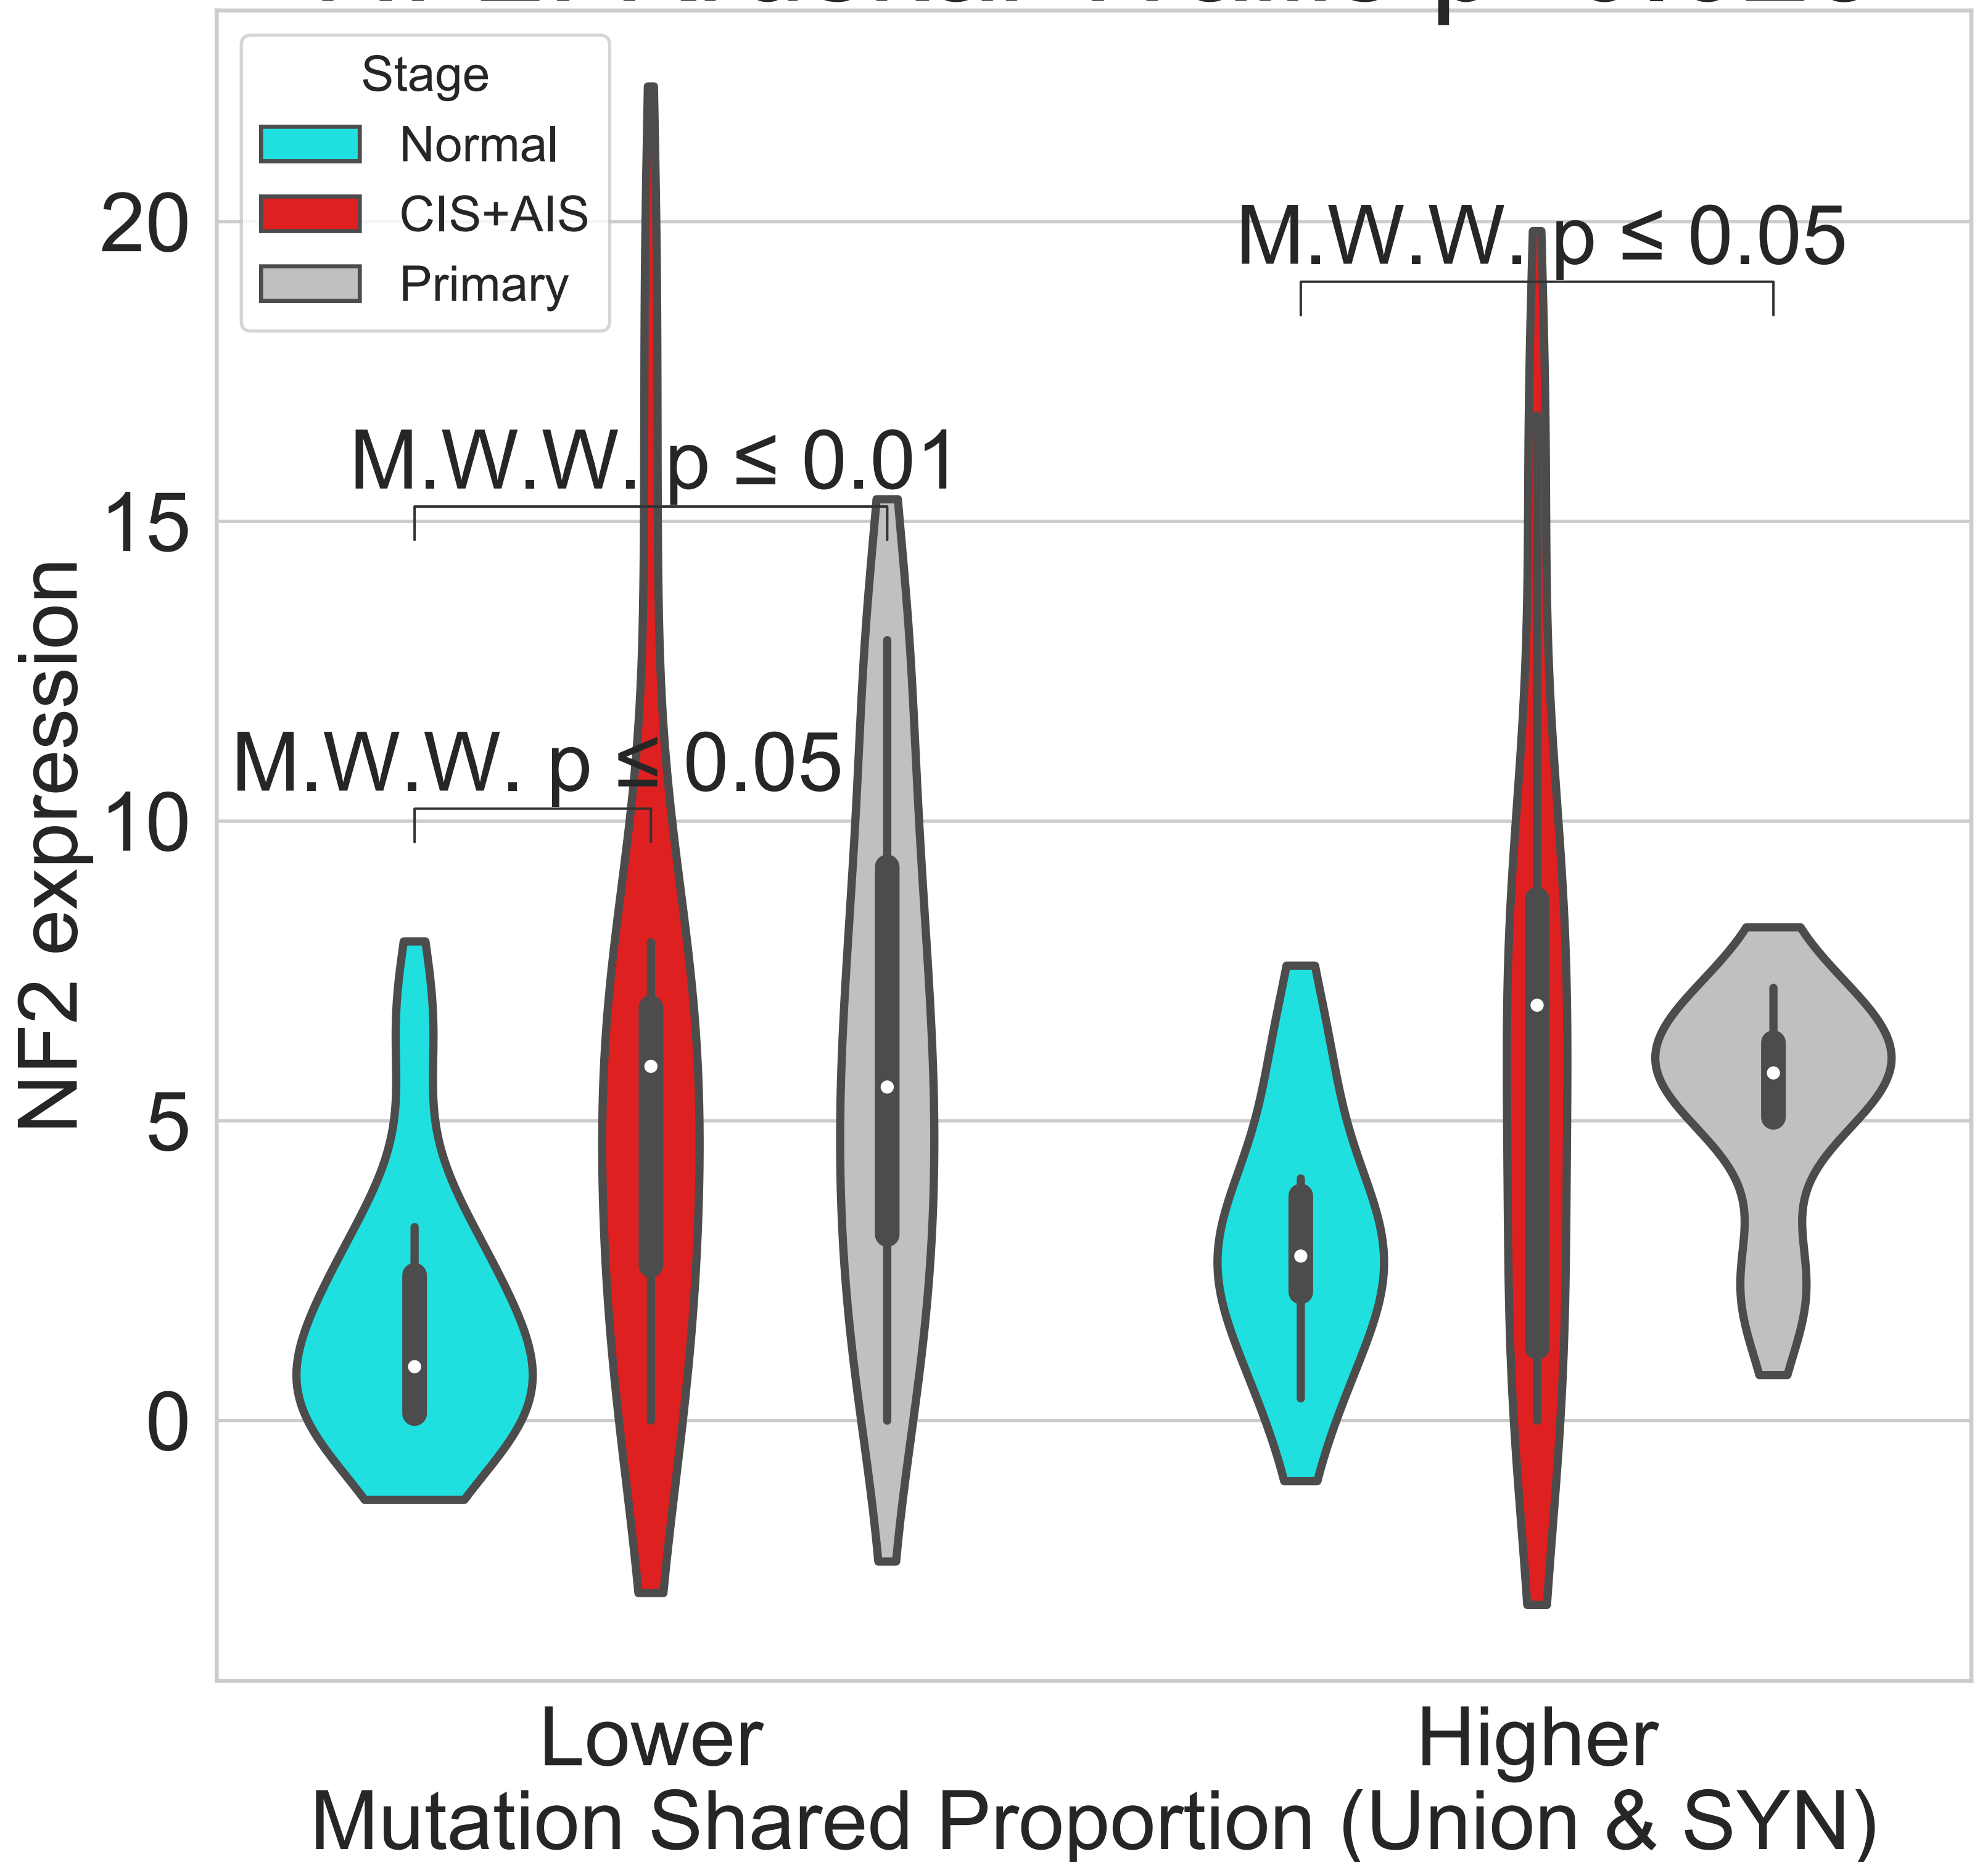 Stage
Normal
CIS+AIS
Primary
20
15
10
5
0
NF2 expression
M.W.W. p ≤ 0.05
M.W.W. p ≤ 0.01
M.W.W. p ≤ 0.05
Lower
Higher
Mutation Shared Proportion (Union & SYN)